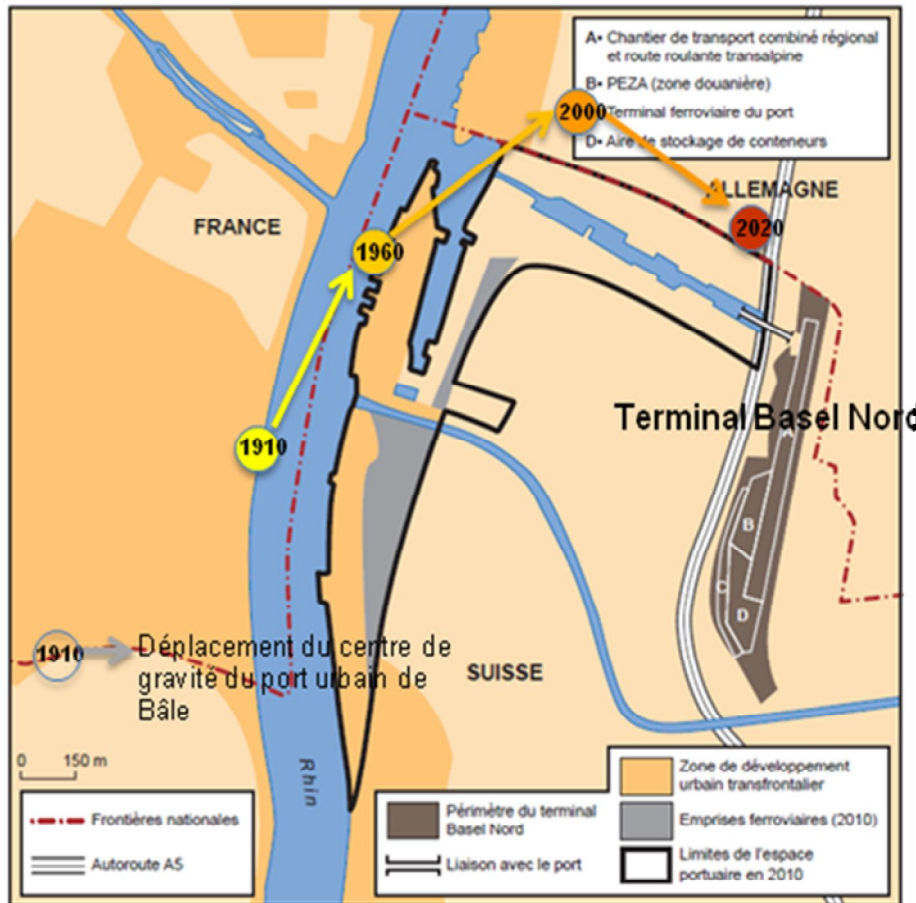 A• Chantier de transport combiné régional
et route roulante transalpine
B• PEZA (zone douanière)
Terminal ferroviaire du port
D• Aire de stockage de conteneurs
2000
ALLEMAGNE
FRANCE
2020
1960
Terminal Basel Nord
A
1910
B
C
D
1910
Déplacement du centre de
gravité du port urbain de
Bâle
SUISSE
0 150 m
Rhin
Frontières nationales
Autoroute A5
Périmètre du terminal
Basel Nord
Liaison avec le port
Zone de développement
urbain transfrontalier
Emprises ferroviaires (2010)
Limites de l'espace
portuaire en 2010